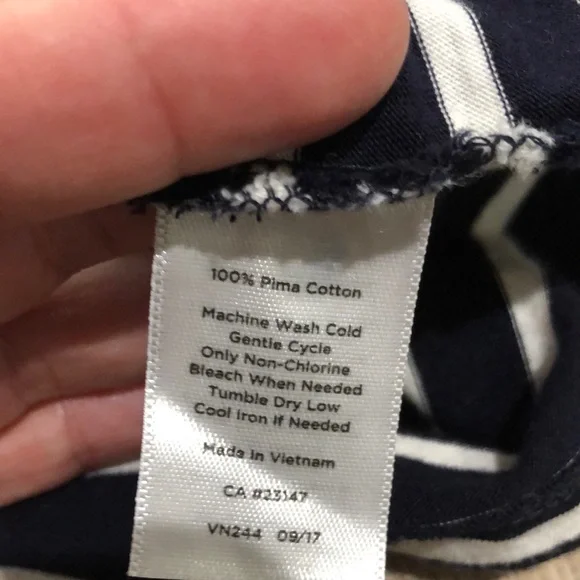 100% Pima Cotton
Machine Wash Cold
Gentle Cycle
Only Non-Chlorine
Bleach When Needed
Tumble Dry Low
Cool Iron If Needed
Made in Vietnam
CA #23147
VN244 09/17